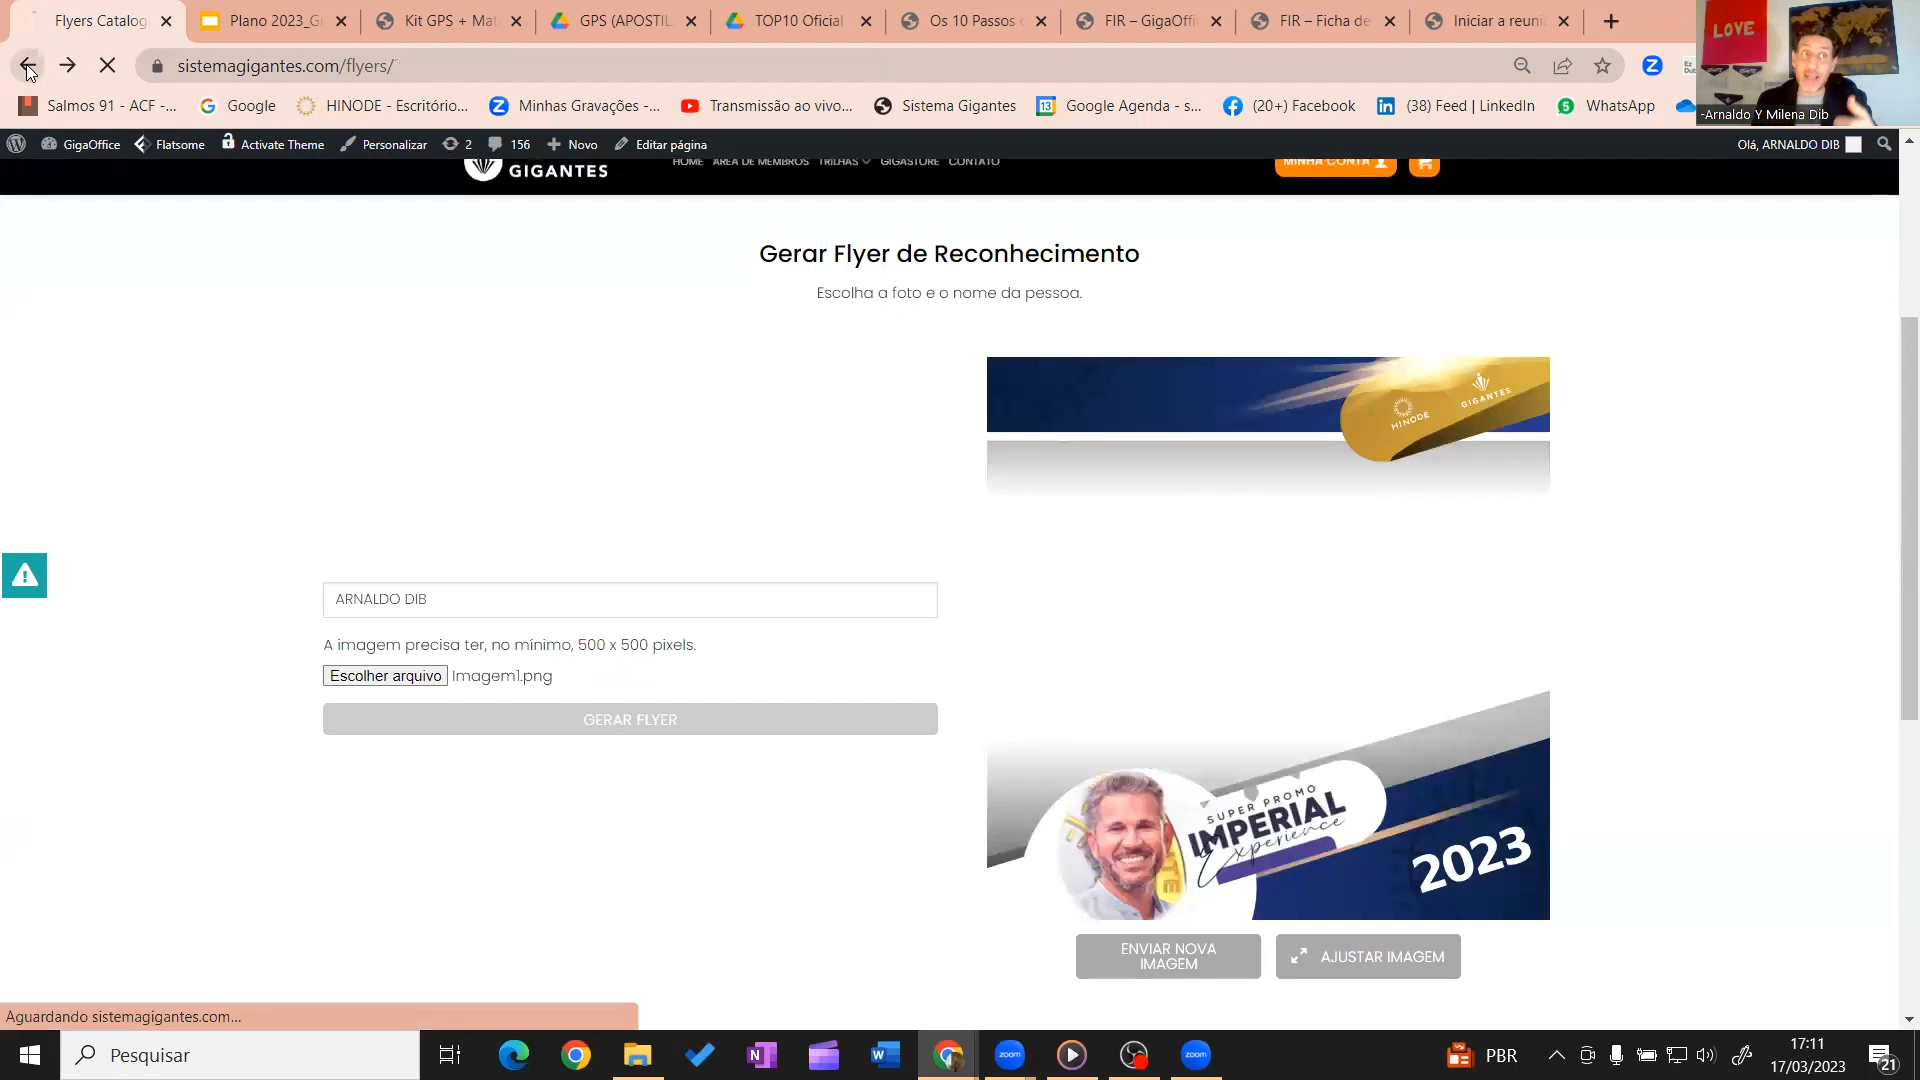 Flyers Catalog
Plano 2023_G
Kit GPS + Mat
GPS (APOSTIL
TOP10 Oficial
Os 10 Passos
FIR – GigaOffi
FIR – Ficha de
Iniciar a reuni
sistemagigantes.com/flyers/
LOVE
-Arnaldo Y Milena Dib
Salmos 91 - ACF -...
Google
HINODE - Escritório...
Minhas Gravações -...
Transmissão ao vivo...
Sistema Gigantes
Google Agenda - s...
(20+) Facebook
(38) Feed | LinkedIn
WhatsApp
GigaOffice
Flatsome
Activate Theme
Personalizar
2
156
Novo
Editar página
Olá, ARNALDO DIB
GIGANTES
HOME
ÁREA DE MEMBROS
TRILHAS
GIGASTORE
CONTATO
MINHA CONTA
Gerar Flyer de Reconhecimento
Escolha a foto e o nome da pessoa.
HINODE
GIGANTES
ARNALDO DIB
A imagem precisa ter, no mínimo, 500 x 500 pixels.
Escolher arquivo Imagem1.png
GERAR FLYER
SUPER PROMO
IMPERIAL
Experience
2023
ENVIAR NOVA
IMAGEM
AJUSTAR IMAGEM
Aguardando sistemagigantes.com...
Pesquisar
zoom
zoom
PBR
17:11
17/03/2023
21